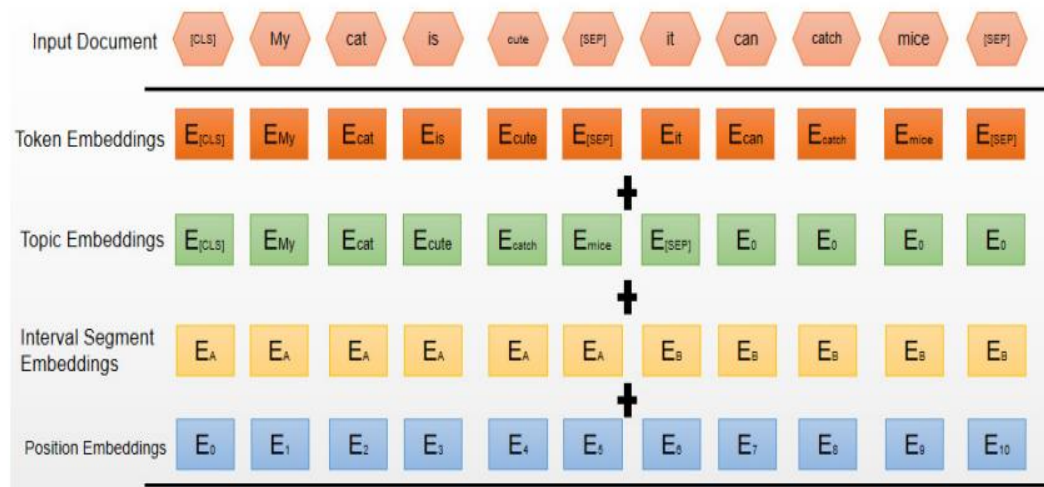 Input Document [CLS] My cat is cute [SEP] it can catch mice [SEP]
Token Embeddings E[CLS] EMy Ecat Eis Ecute E[SEP] Eit Ecan Ecatch Emice E[SEP]
+
Topic Embeddings E[CLS] EMy Ecat Ecute Ecatch Emice E[SEP] E0 E0 E0 E0
+
Interval Segment
Embeddings EA EA EA EA EA EA EB EB EB EB EB
+
Position Embeddings E0 E1 E2 E3 E4 E5 E6 E7 E8 E9 E10